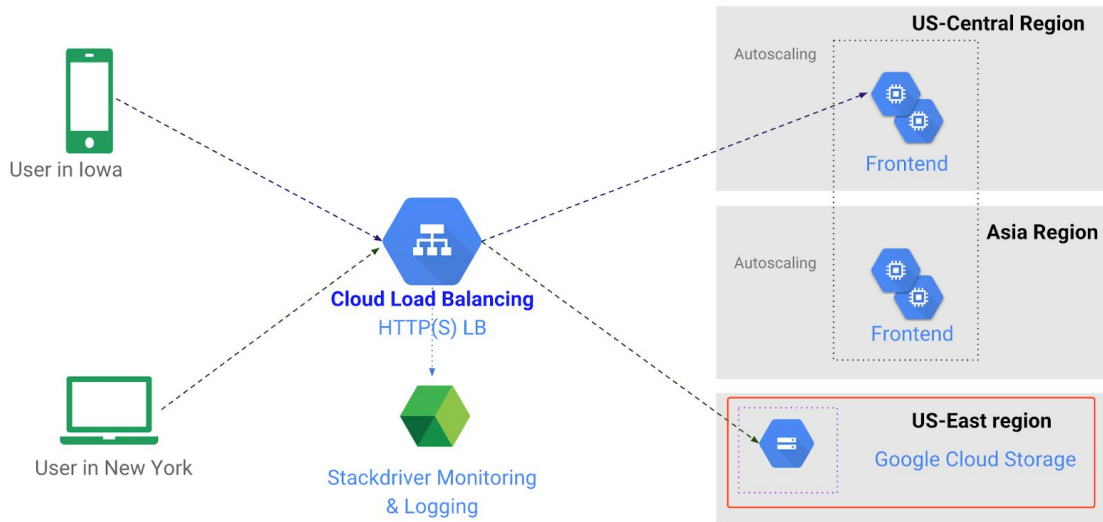 US-Central Region
Autoscaling
Frontend
User in Iowa
Asia Region
Autoscaling
Frontend
Cloud Load Balancing
HTTP(S) LB
US-East region
Google Cloud Storage
User in New York
Stackdriver Monitoring
& Logging